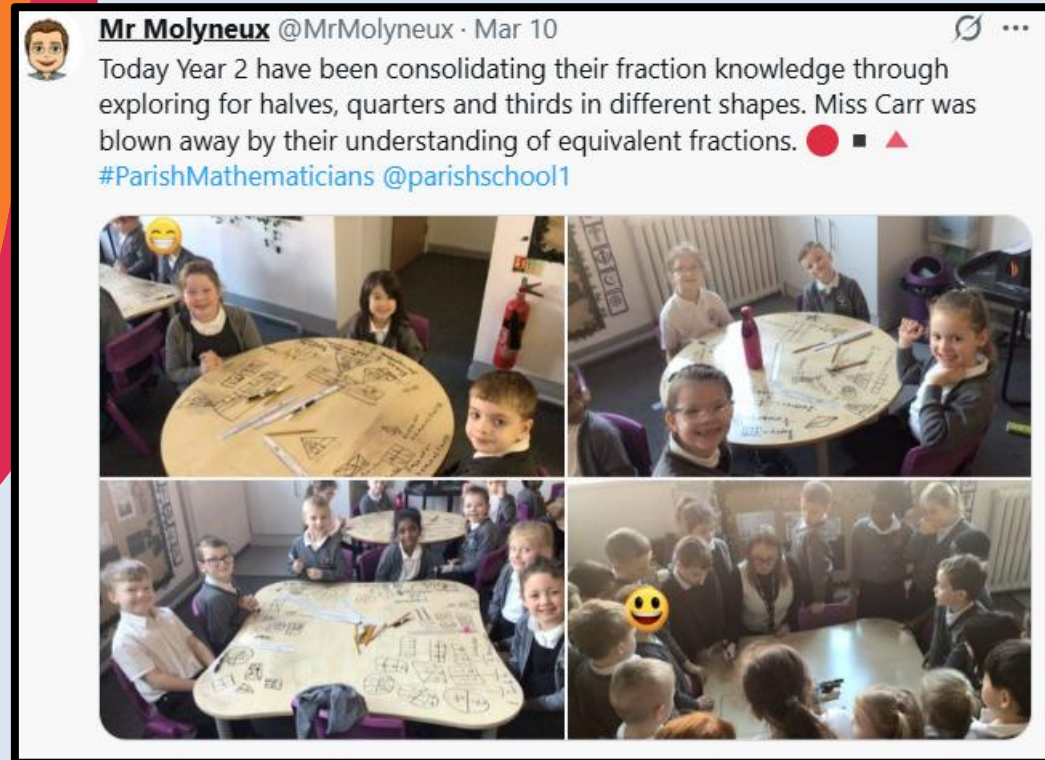 Mr Molyneux @MrMolyneux · Mar 10
Today Year 2 have been consolidating their fraction knowledge through
exploring for halves, quarters and thirds in different shapes. Miss Carr was
blown away by their understanding of equivalent fractions. 🔴 ▪ 🔺
#ParishMathematicians @parishschool1